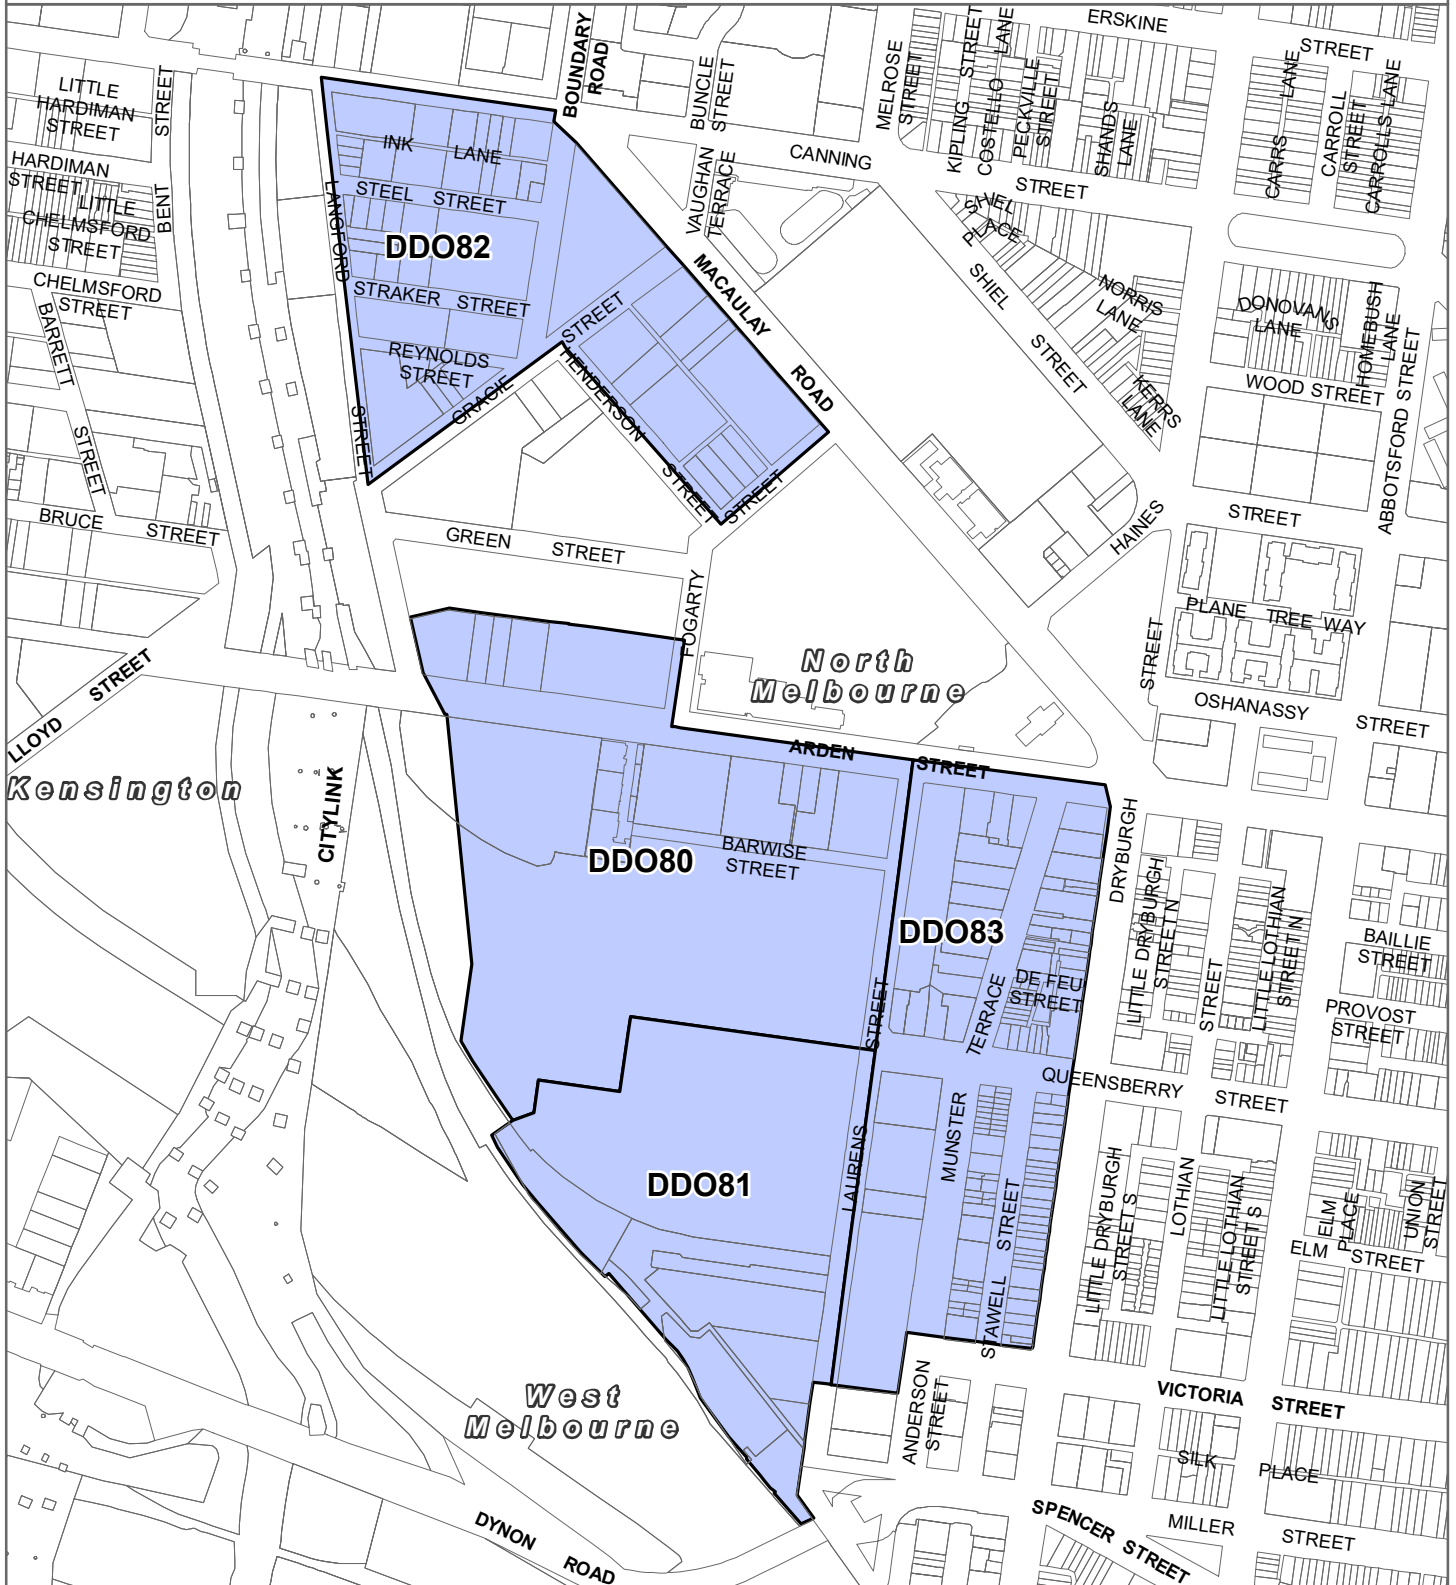 ERSKINE
STREET
BOUNDARY
ROAD
BUNCLE
STREET
MELROSE
STREET
KIPLING STREET
COSTELLO LANE
PECKVILLE
STREET
SHANDS
LANE
CARRS LANE
CARROLL
STREET
CARROLLS LANE
LITTLE
HARDIMAN
STREET
BENT STREET
HARDIMAN
STREET
LITTLE
CHELMSFORD
STREET
CHELMSFORD
STREET
BARRETT
STREET
INK LANE
STEEL STREET
LANGFORD
STREET
DDO82
STRAKER STREET
REYNOLDS
STREET
GRACIE
STREET
HENDERSON
STREET
STREET
VAUGHAN
TERRACE
CANNING
STREET
MACAULAY
ROAD
SHIEL
PLACE
SHIEL
STREET
NORRIS
LANE
KERRS
LANE
DONOVANS
LANE
HOMEBUSH
LANE
WOOD STREET
ABBOTSFORD STREET
BRUCE STREET
GREEN STREET
FOGARTY
HAINES
STREET
STREET
PLANE TREE WAY
OSHANASSY
STREET
North
Melbourne
LLOYD STREET
Kensington
CITYLINK
ARDEN
STREET
DDO80
BARWISE
STREET
DDO83
DRYBURGH
LITTLE DRYBURGH
STREET N
STREET
LITTLE LOTHIAN
STREET N
BAILLIE
STREET
PROVOST
STREET
DE FEU
STREET
TERRACE
STREET
QUEENSBERRY
STREET
MUNSTER
LAURENS
DDO81
STAWELL STREET
LITTLE DRYBURGH
STREET S
LOTHIAN
LITTLE LOTHIAN
STREET S
ELM
PLACE
UNION
STREET
ELM STREET
West
Melbourne
ANDERSON
STREET
VICTORIA STREET
SILK
PLACE
DYNON
ROAD
SPENCER STREET
MILLER
STREET